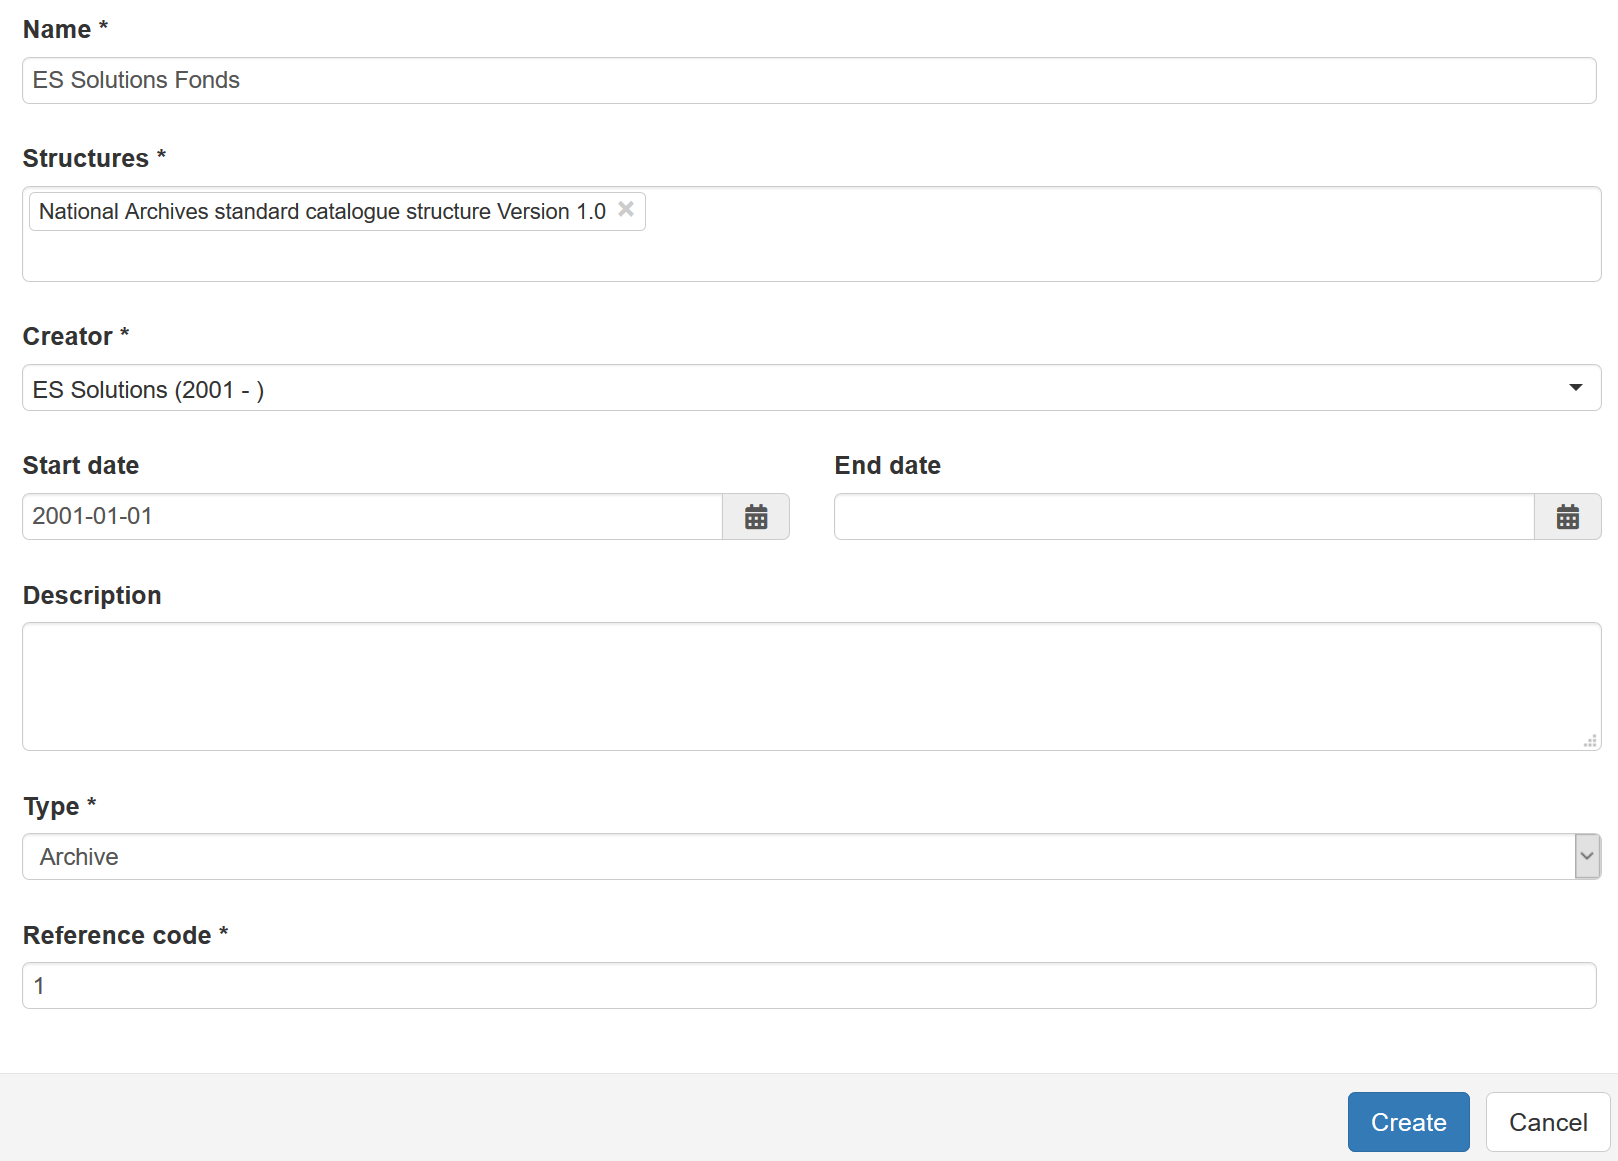 Name *
ES Solutions Fonds
Structures *
National Archives standard catalogue structure Version 1.0
Creator *
ES Solutions (2001 - )
Start date
End date
2001-01-01
Description
Type *
Archive
Reference code *
1
Create
Cancel